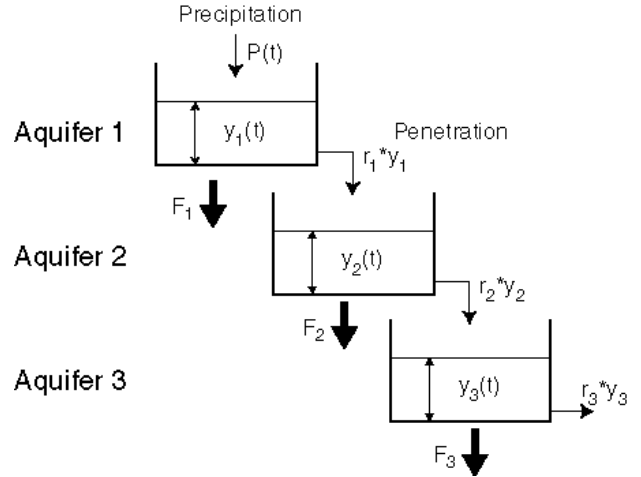 Precipitation
P(t)
Aquifer 1
y₁(t)
Penetration
r₁*y₁
F₁
Aquifer 2
y₂(t)
r₂*y₂
F₂
Aquifer 3
y₃(t)
r₃*y₃
F₃